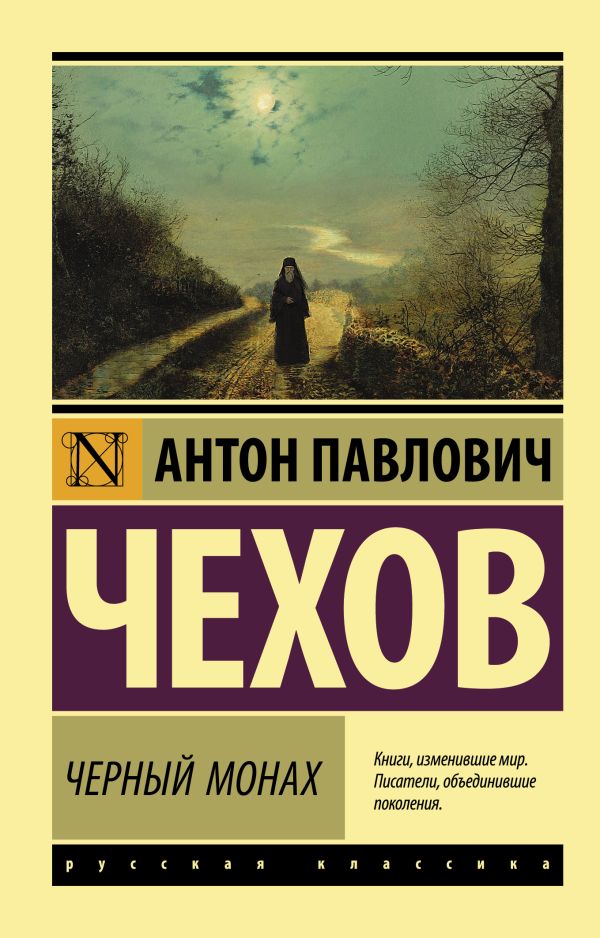 N
АНТОН ПАВЛОВИЧ
ЧЕХОВ
ЧЕРНЫЙ МОНАХ
Книги, изменившие мир.
Писатели, объединившие
поколения.
русская классика